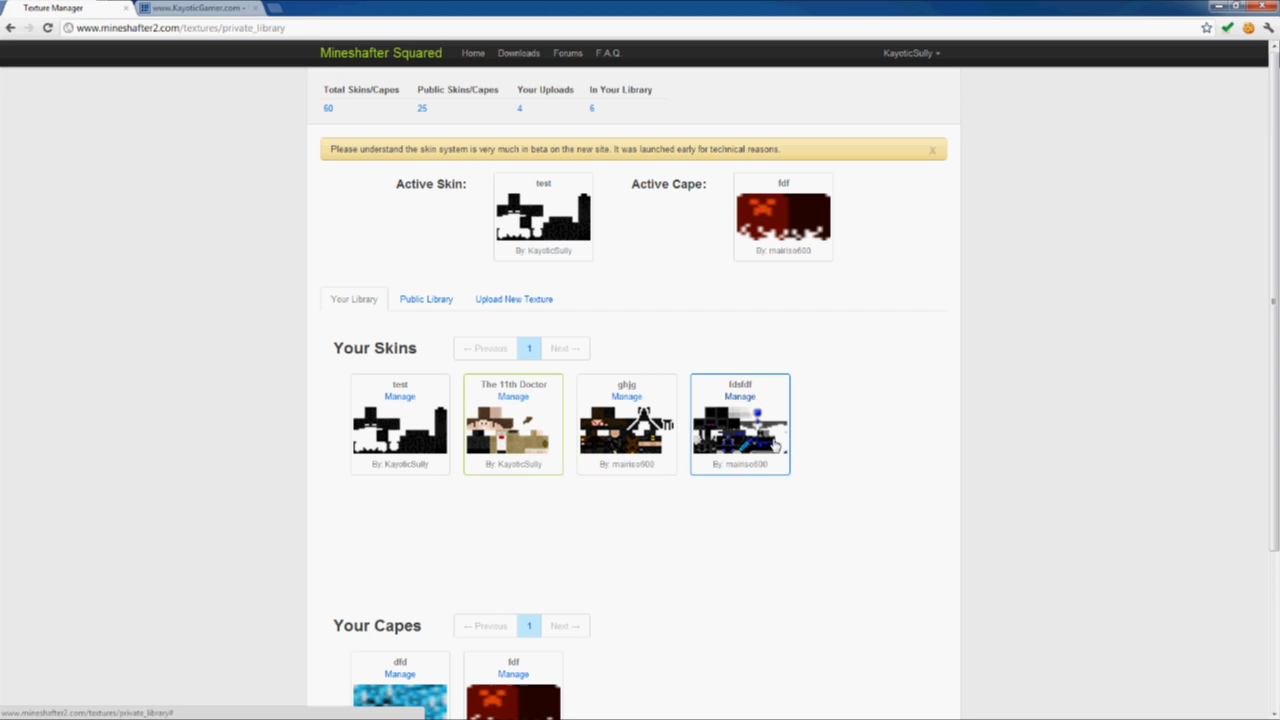 Texture Manager
www.KayoticGamer.com -
www.mineshafter2.com/textures/private_library
Mineshafter Squared Home Downloads Forums F.A.Q. KayoticSully
Total Skins/Capes Public Skins/Capes Your Uploads In Your Library
60 25 4 6
Please understand the skin system is very much in beta on the new site. It was launched early for technical reasons. x
Active Skin: test Active Cape: fdf
By: KayoticSully By: mairiso600
Your Library Public Library Upload New Texture
Your Skins ← Previous 1 Next →
test The 11th Doctor ghjg fdsfdf
Manage Manage Manage Manage
By: KayoticSully By: KayoticSully By: mairiso600 By: mairiso600
Your Capes ← Previous 1 Next →
dfd fdf
Manage Manage
www.mineshafter2.com/textures/private_library#